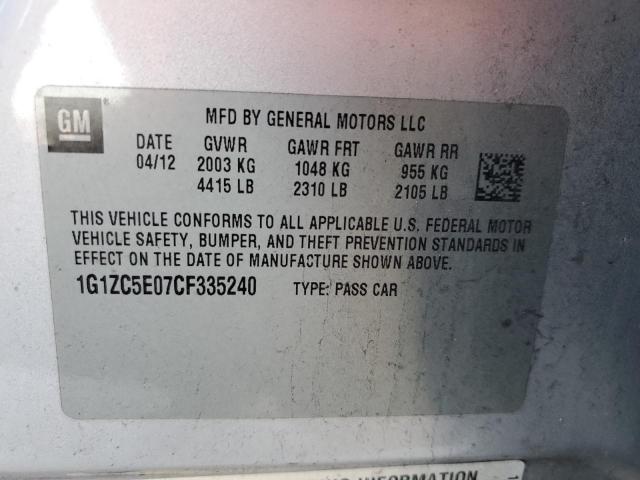 GM
MFD BY GENERAL MOTORS LLC
DATE GVWR GAWR FRT GAWR RR
04/12 2003 KG 1048 KG 955 KG
4415 LB 2310 LB 2105 LB
THIS VEHICLE CONFORMS TO ALL APPLICABLE U.S. FEDERAL MOTOR
VEHICLE SAFETY, BUMPER, AND THEFT PREVENTION STANDARDS IN
EFFECT ON THE DATE OF MANUFACTURE SHOWN ABOVE.
1G1ZC5E07CF335240 TYPE: PASS CAR
INFORMATION